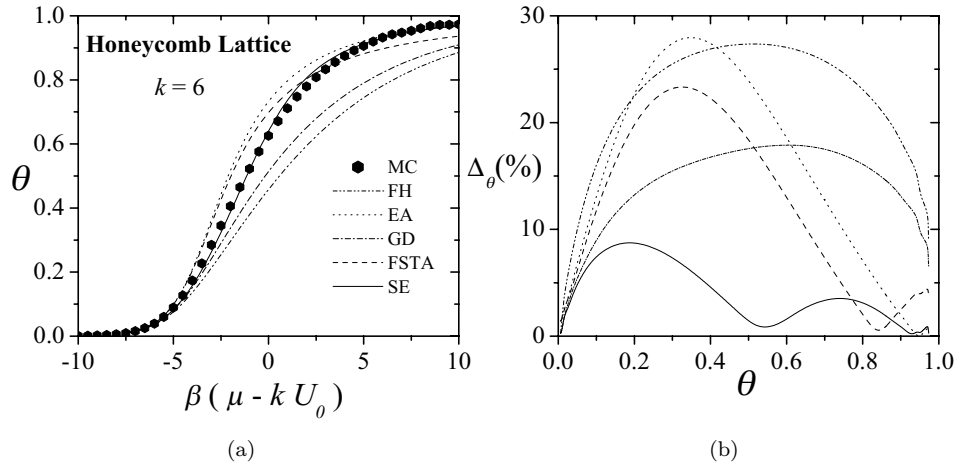 1.0
0.8
0.6
0.4
0.2
0.0
θ
Honeycomb Lattice
k = 6
MC
FH
EA
GD
FSTA
SE
-10 -5 0 5 10
β ( μ - k U_0 )
(a)
30
20
10
0
Δ_θ(%)
0.0 0.2 0.4 0.6 0.8 1.0
θ
(b)